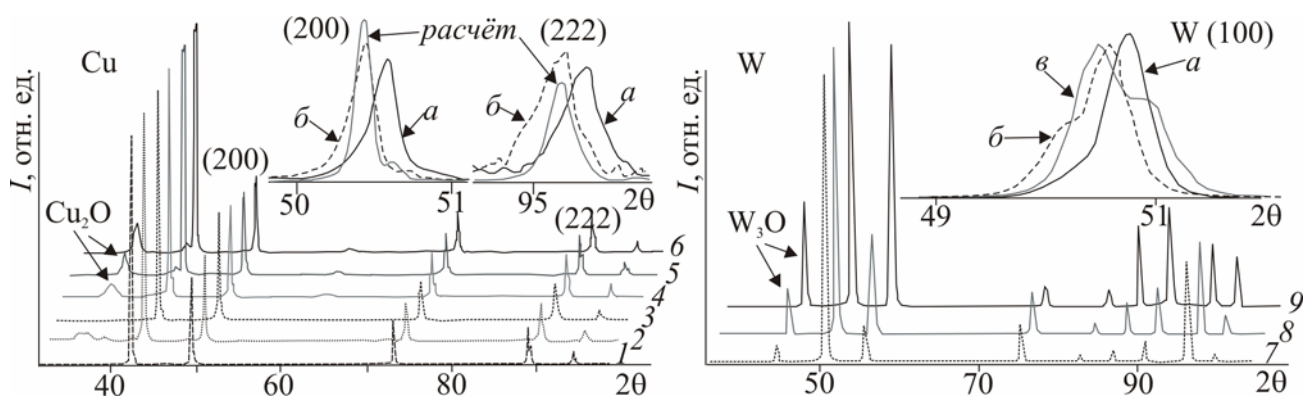 I, отн. ед.
Cu
(200)
Cu₂O
(200)
расчёт
(222)
б
а
б
а
50
51
95
2θ
(222)
6
5
4
3
2
1
40
60
80
2θ
I, отн. ед.
W
W₃O
W (100)
в
а
б
49
51
2θ
9
8
7
50
70
90
2θ